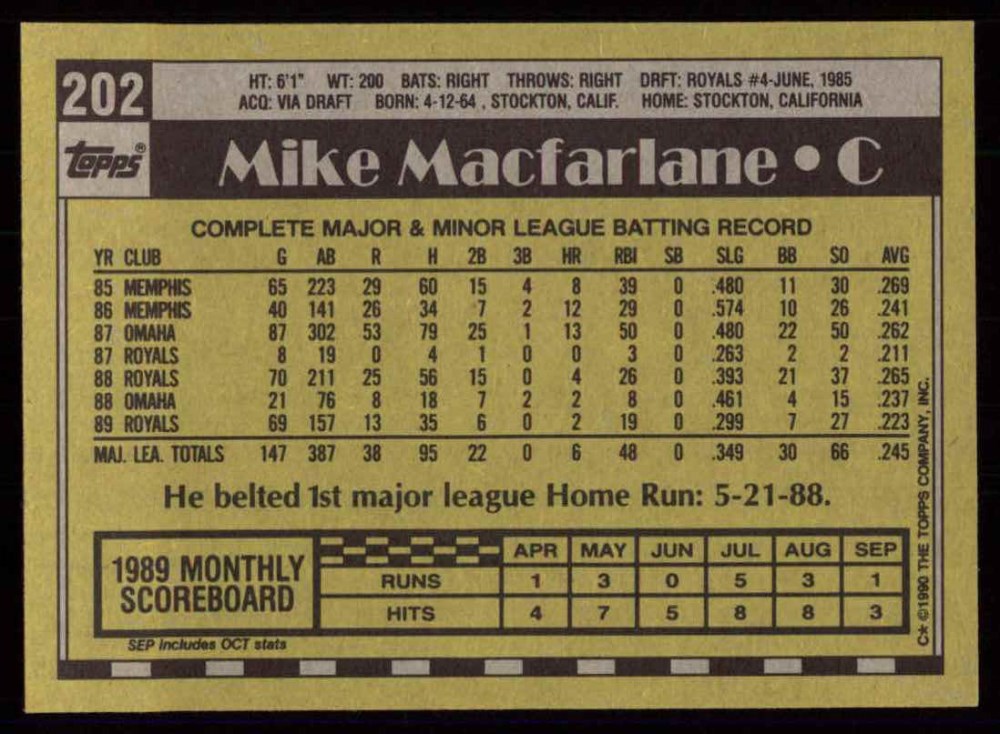 202
HT: 6'1" WT: 200 BATS: RIGHT THROWS: RIGHT DRFT: ROYALS #4-JUNE, 1985
ACQ: VIA DRAFT BORN: 4-12-64 , STOCKTON, CALIF. HOME: STOCKTON, CALIFORNIA
topps®
Mike Macfarlane • C
COMPLETE MAJOR & MINOR LEAGUE BATTING RECORD
YR CLUB G AB R H 2B 3B HR RBI SB SLG BB SO AVG
85 MEMPHIS 65 223 29 60 15 4 8 39 0 .480 11 30 .269
86 MEMPHIS 40 141 26 34 7 2 12 29 0 .574 10 26 .241
87 OMAHA 87 302 53 79 25 1 13 50 0 .480 22 50 .262
87 ROYALS 8 19 0 4 1 0 0 3 0 .263 2 2 .211
88 ROYALS 70 211 25 56 15 0 4 26 0 .393 21 37 .265
88 OMAHA 21 76 8 18 7 2 2 8 0 .461 4 15 .237
89 ROYALS 69 157 13 35 6 0 2 19 0 .299 7 27 .223
MAJ. LEA. TOTALS 147 387 38 95 22 0 6 48 0 .349 30 66 .245
He belted 1st major league Home Run: 5-21-88.
1989 MONTHLY
SCOREBOARD
APR MAY JUN JUL AUG SEP
RUNS 1 3 0 5 3 1
HITS 4 7 5 8 8 3
SEP includes OCT stats
C* ©1990 THE TOPPS COMPANY, INC.